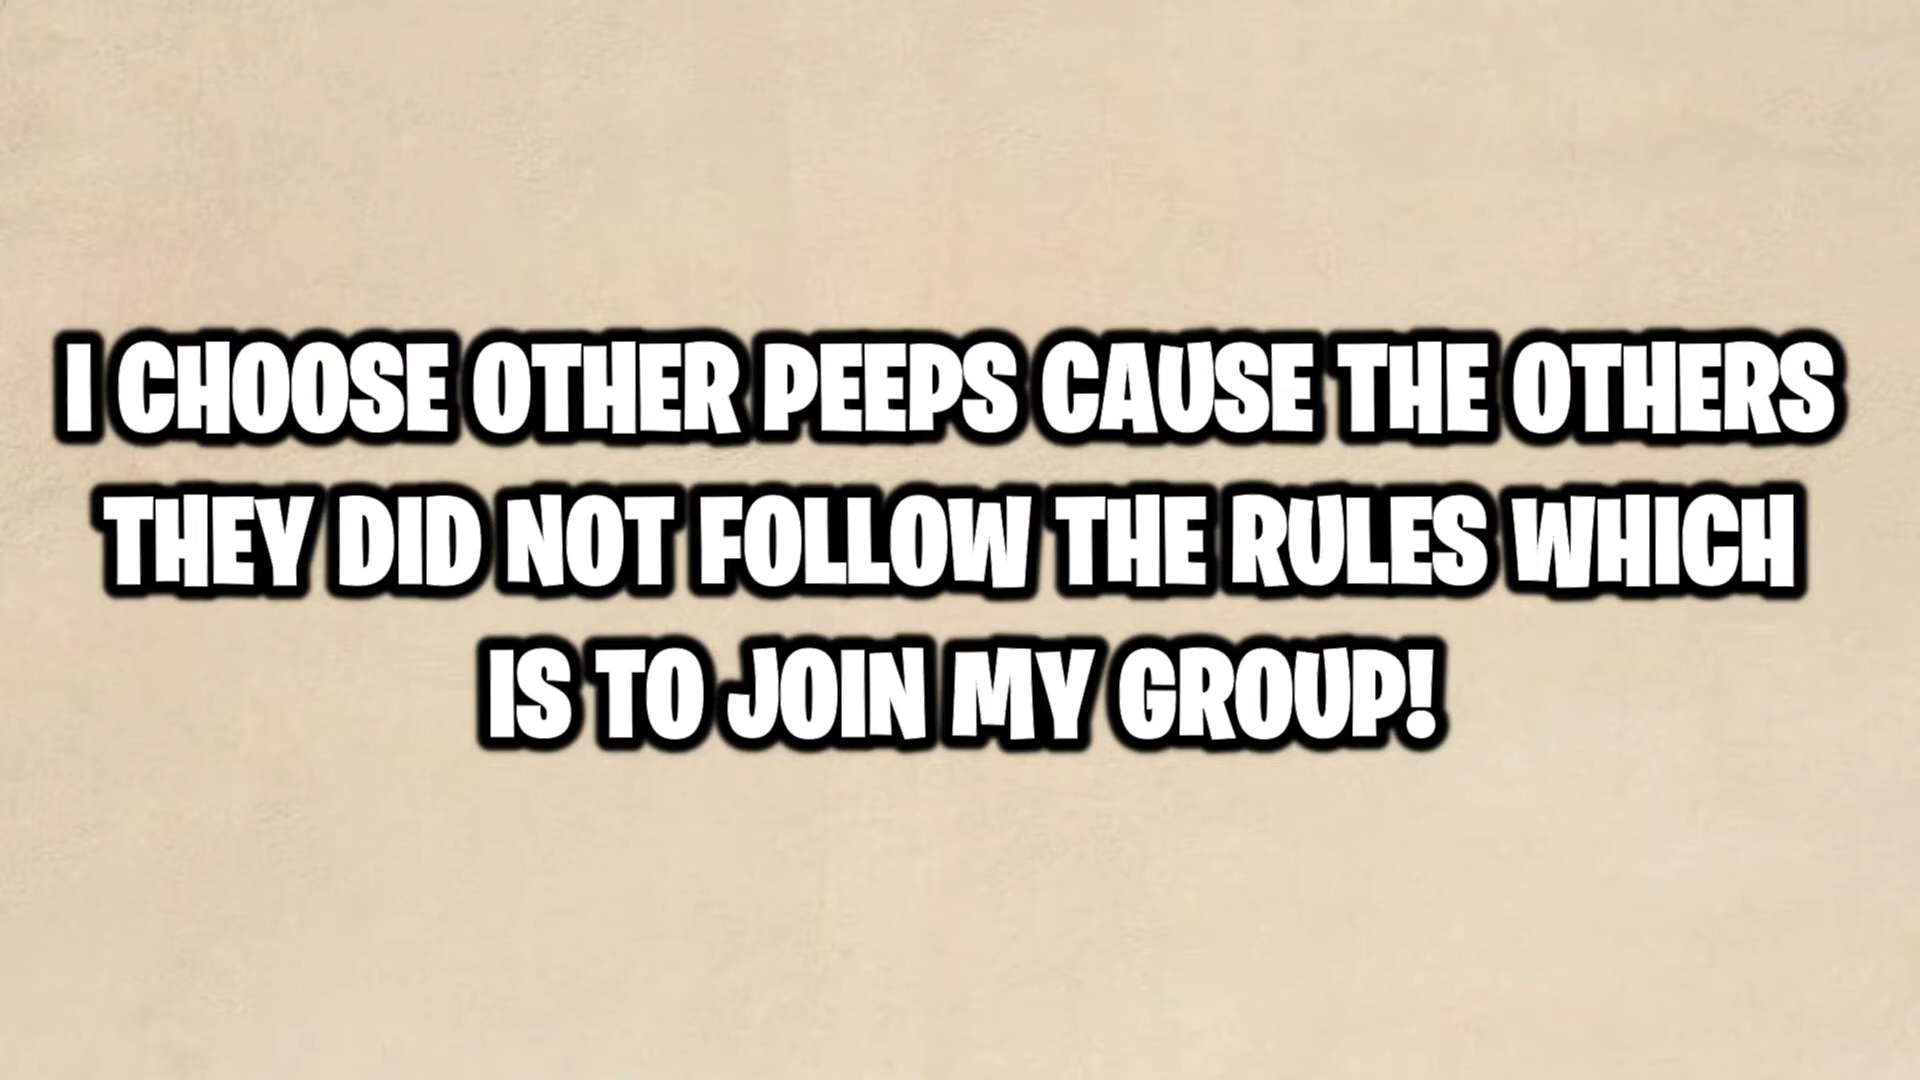 I CHOOSE OTHER PEEPS CAUSE THE OTHERS
THEY DID NOT FOLLOW THE RULES WHICH
IS TO JOIN MY GROUP!